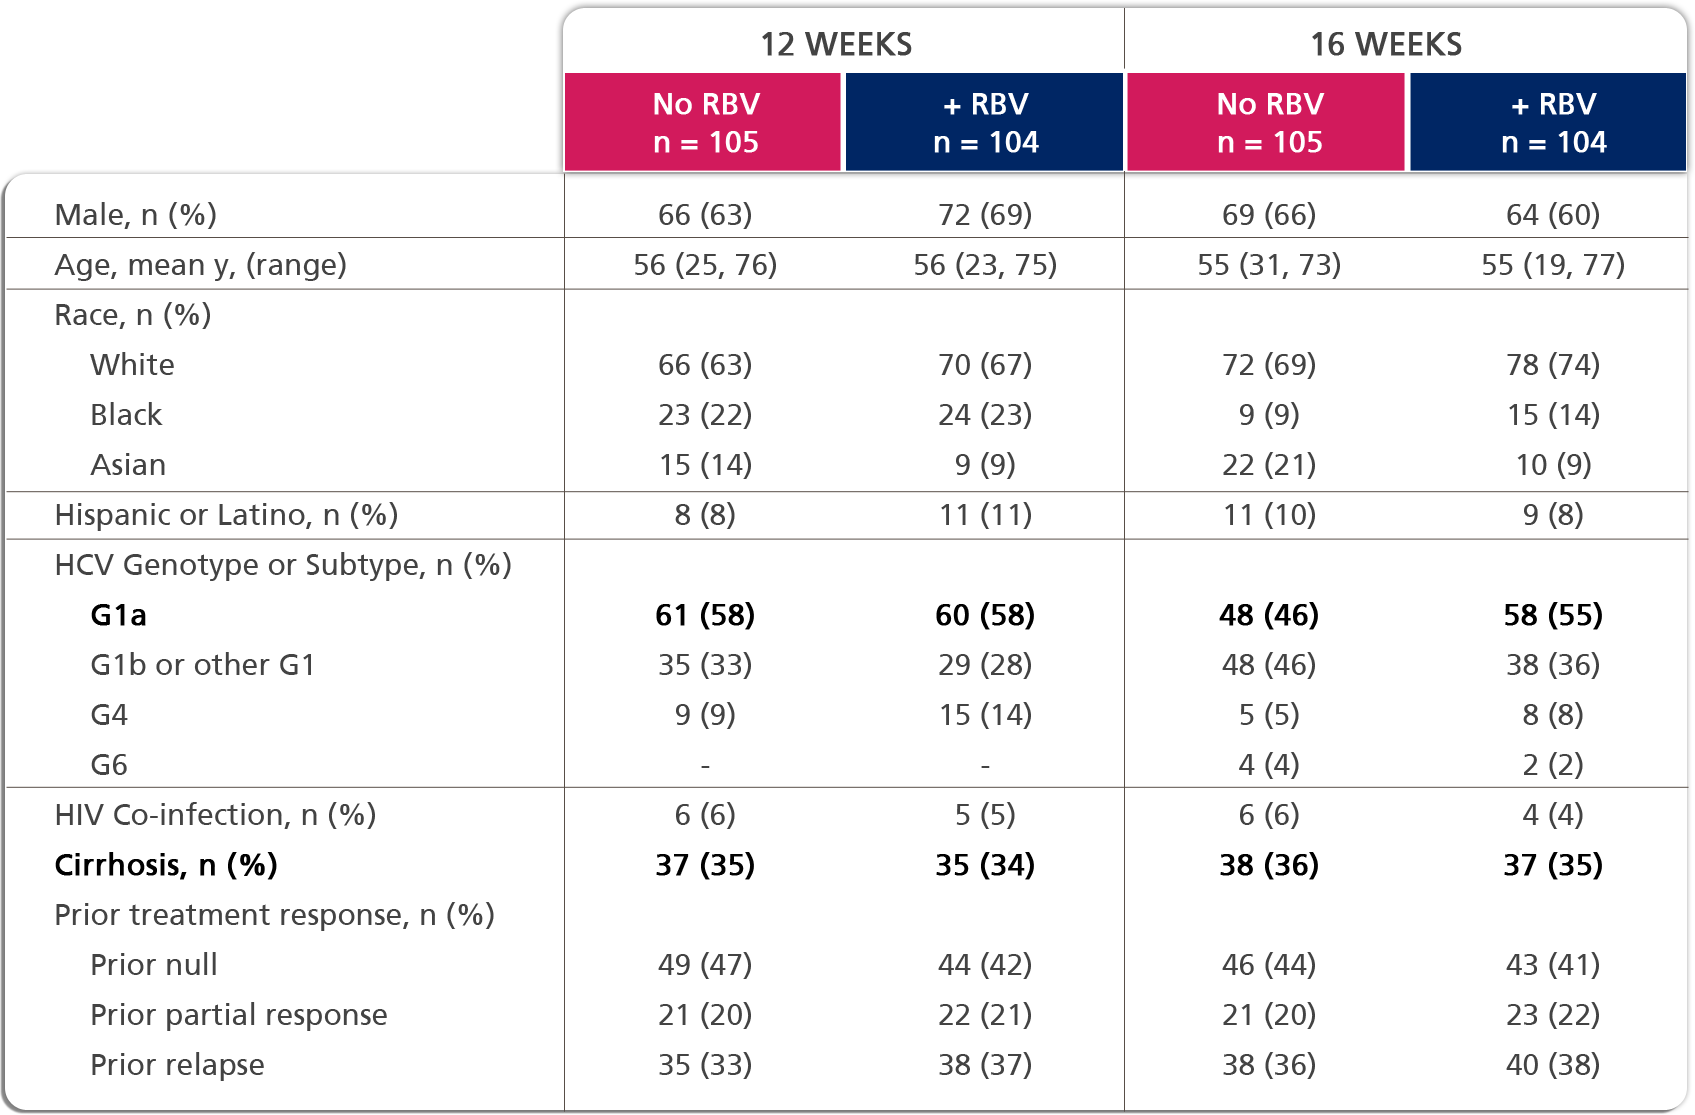 12 WEEKS 16 WEEKS
No RBV + RBV No RBV + RBV
n = 105 n = 104 n = 105 n = 104
Male, n (%) 66 (63) 72 (69) 69 (66) 64 (60)
Age, mean y, (range) 56 (25, 76) 56 (23, 75) 55 (31, 73) 55 (19, 77)
Race, n (%)
White 66 (63) 70 (67) 72 (69) 78 (74)
Black 23 (22) 24 (23) 9 (9) 15 (14)
Asian 15 (14) 9 (9) 22 (21) 10 (9)
Hispanic or Latino, n (%) 8 (8) 11 (11) 11 (10) 9 (8)
HCV Genotype or Subtype, n (%)
G1a 61 (58) 60 (58) 48 (46) 58 (55)
G1b or other G1 35 (33) 29 (28) 48 (46) 38 (36)
G4 9 (9) 15 (14) 5 (5) 8 (8)
G6 - - 4 (4) 2 (2)
HIV Co-infection, n (%) 6 (6) 5 (5) 6 (6) 4 (4)
Cirrhosis, n (%) 37 (35) 35 (34) 38 (36) 37 (35)
Prior treatment response, n (%)
Prior null 49 (47) 44 (42) 46 (44) 43 (41)
Prior partial response 21 (20) 22 (21) 21 (20) 23 (22)
Prior relapse 35 (33) 38 (37) 38 (36) 40 (38)